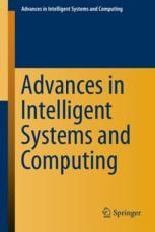 Advances in Intelligent Systems and Computing
Advances in
Intelligent
Systems and
Computing
Springer